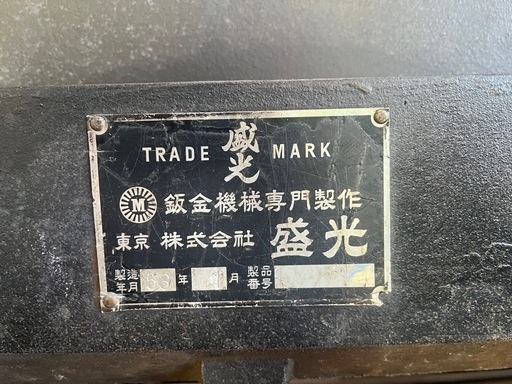 TRADE 盛光 MARK
M 鈑金機械専門製作
東京 株式会社 盛光
製造年月 年 月 製品番号